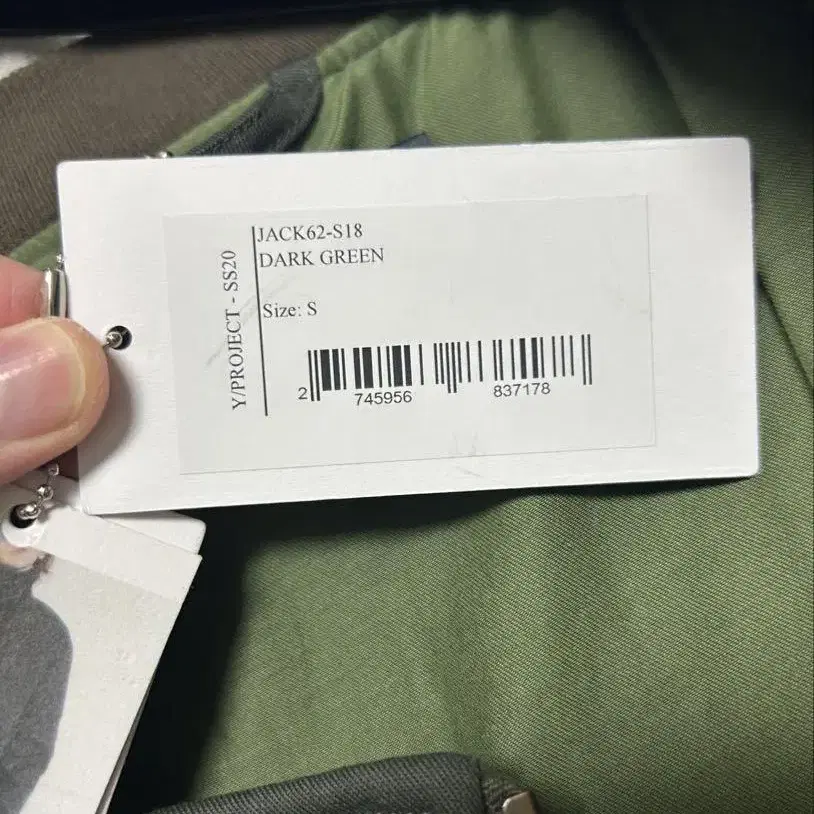 Y/PROJECT - SS20
JACK62-S18
DARK GREEN
Size: S
2 745956 837178